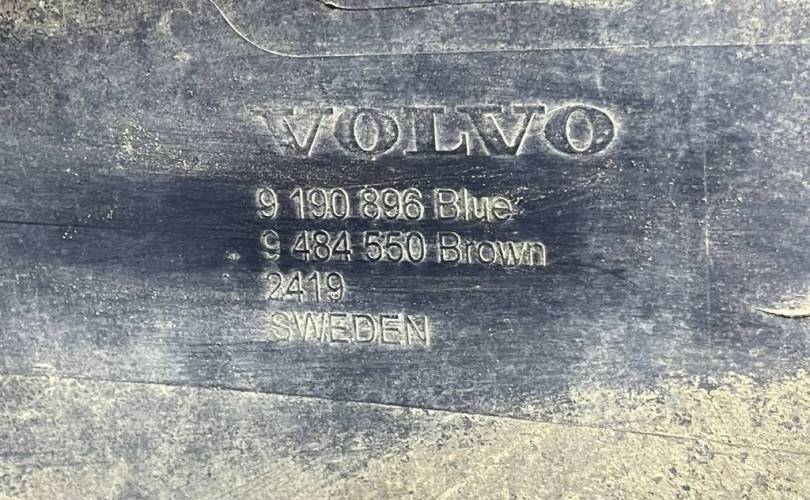 VOLVO
9 190 896 Blue
9 484 550 Brown
2419
SWEDEN